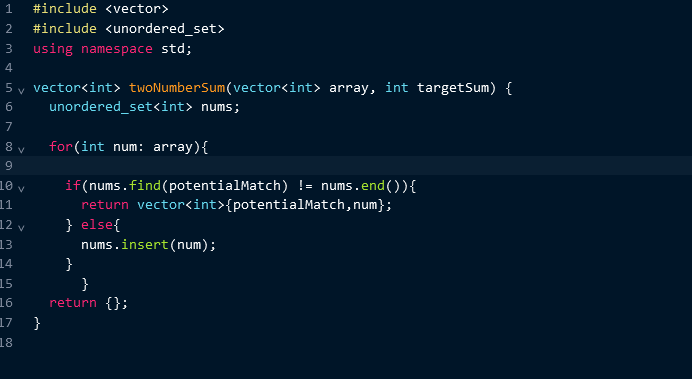 1 #include <vector>
2 #include <unordered_set>
3 using namespace std;
4
5 vector<int> twoNumberSum(vector<int> array, int targetSum) {
6   unordered_set<int> nums;
7
8   for(int num: array){
9
10     if(nums.find(potentialMatch) != nums.end()){
11       return vector<int>{potentialMatch,num};
12     } else{
13       nums.insert(num);
14     }
15       }
16   return {};
17 }
18